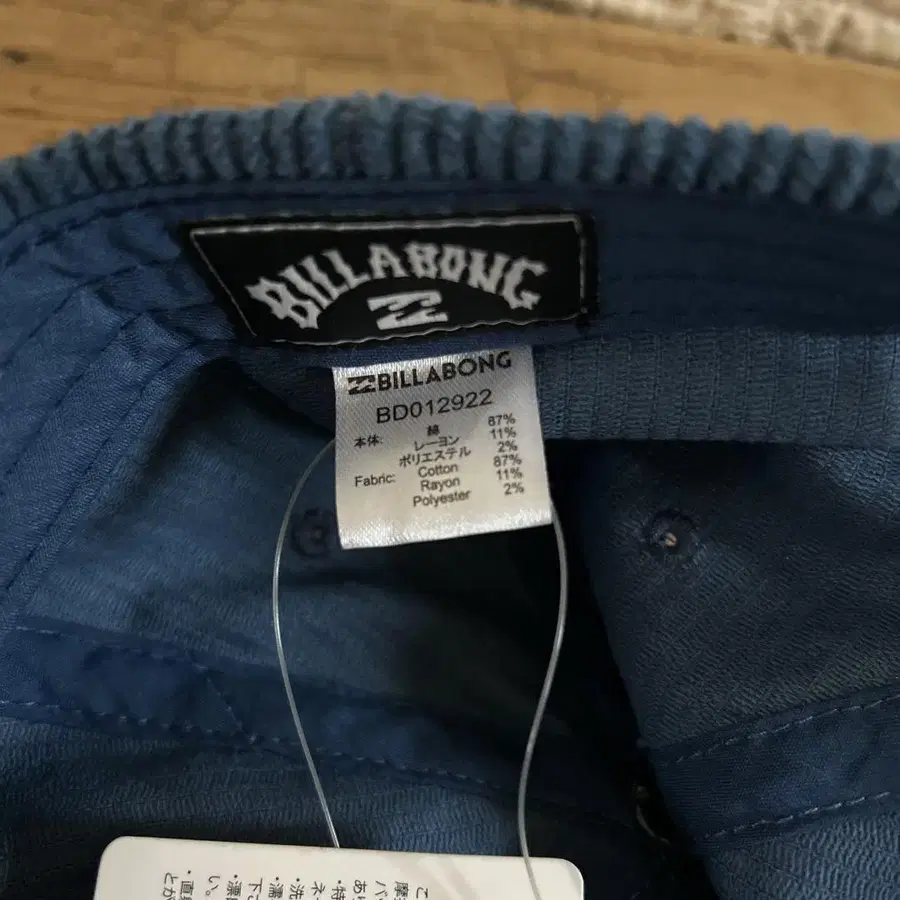 BILLABONG
BILLABONG
BD012922
本体: 綿 87%
レーヨン 11%
ポリエステル 2%
Fabric: Cotton 87%
Rayon 11%
Polyester 2%